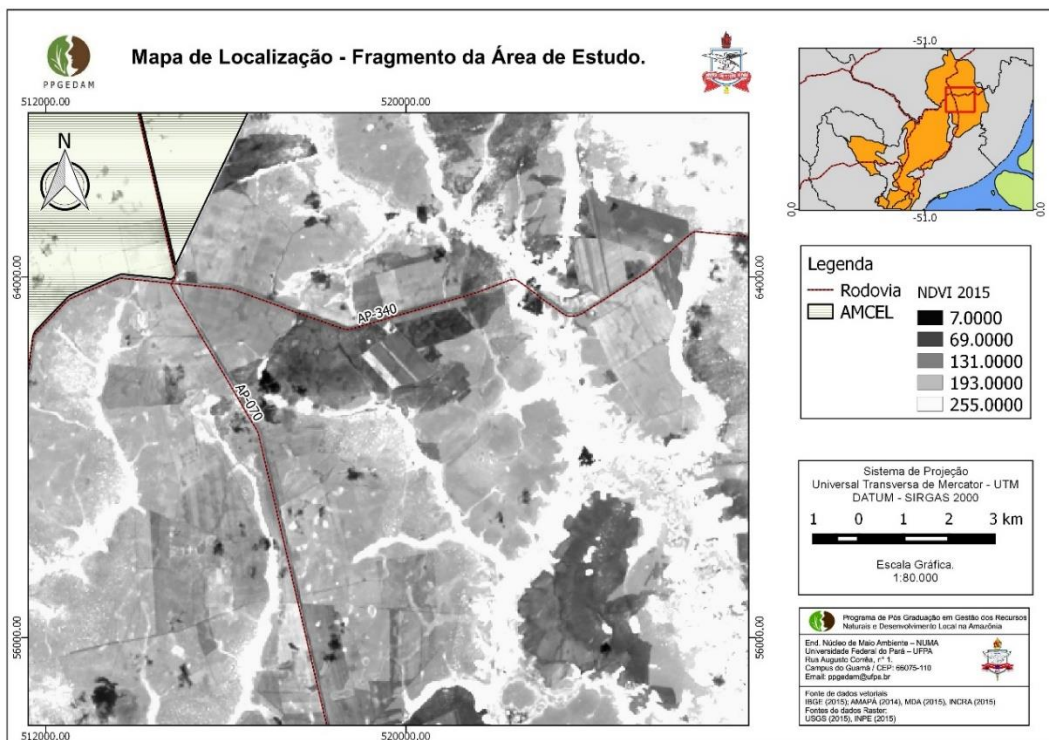 PPGEDAM
Mapa de Localização - Fragmento da Área de Estudo.
512000.00
520000.00
-51.0
-51.0
0.0
0.0
N
64000.00
64000.00
56000.00
56000.00
512000.00
520000.00
AP-340
AP-070
Legenda
Rodovia
AMCEL
NDVI 2015
7.0000
69.0000
131.0000
193.0000
255.0000
Sistema de Projeção
Universal Transversa de Mercator - UTM
DATUM - SIRGAS 2000
1 0 1 2 3 km
Escala Gráfica.
1:80.000
Programa de Pós Graduação em Gestão dos Recursos
Naturais e Desenvolvimento Local na Amazônia
End. Núcleo de Maio Ambiente – NUMA
Universidade Federal do Pará – UFPA
Rua Augusto Corrêa, n° 1.
Campus do Guamá / CEP: 66075-110
Email: ppgedam@ufpa.br
Fonte de dados vetoriais
IBGE (2015); AMAPÁ (2014), MDA (2015), INCRA (2015)
Fontes de dados Raster:
USGS (2015), INPE (2015)